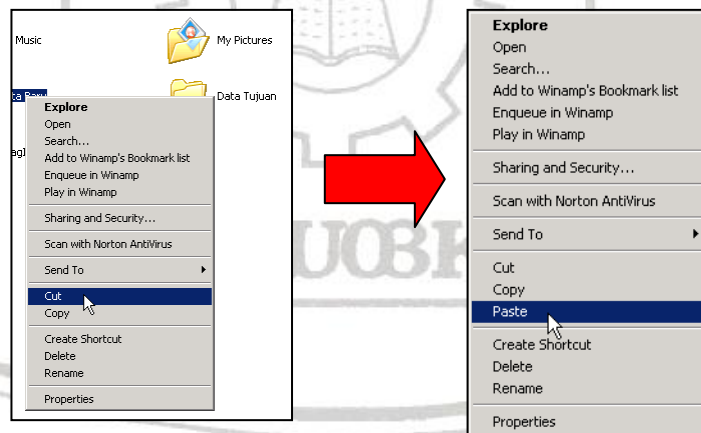 Music
My Pictures
ta Baru
Data Tujuan
Explore
Open
Search...
Add to Winamp's Bookmark list
Enqueue in Winamp
Play in Winamp
Sharing and Security...
Scan with Norton AntiVirus
Send To
Cut
Copy
Create Shortcut
Delete
Rename
Properties
Explore
Open
Search...
Add to Winamp's Bookmark list
Enqueue in Winamp
Play in Winamp
Sharing and Security...
Scan with Norton AntiVirus
Send To
Cut
Copy
Paste
Create Shortcut
Delete
Rename
Properties